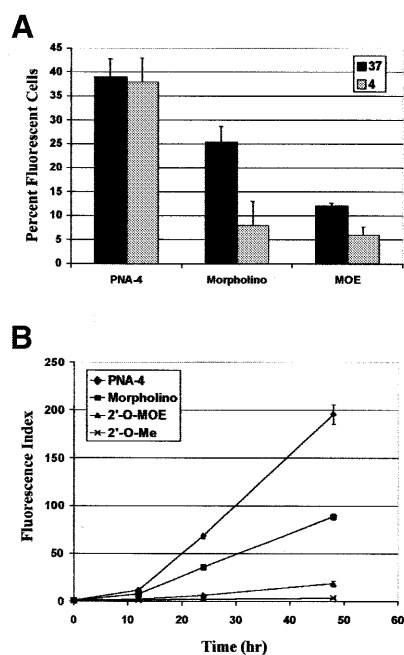 A
Percent Fluorescent Cells
45
40
35
30
25
20
15
10
5
0
37
4
PNA-4
Morpholino
MOE
B
Fluorescence Index
250
200
150
100
50
0
PNA-4
Morpholino
2'-O-MOE
2'-O-Me
0
10
20
30
40
50
60
Time (hr)